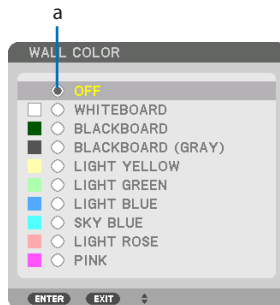 a
WALL COLOR
OFF
WHITEBOARD
BLACKBOARD
BLACKBOARD (GRAY)
LIGHT YELLOW
LIGHT GREEN
LIGHT BLUE
SKY BLUE
LIGHT ROSE
PINK
ENTER EXIT